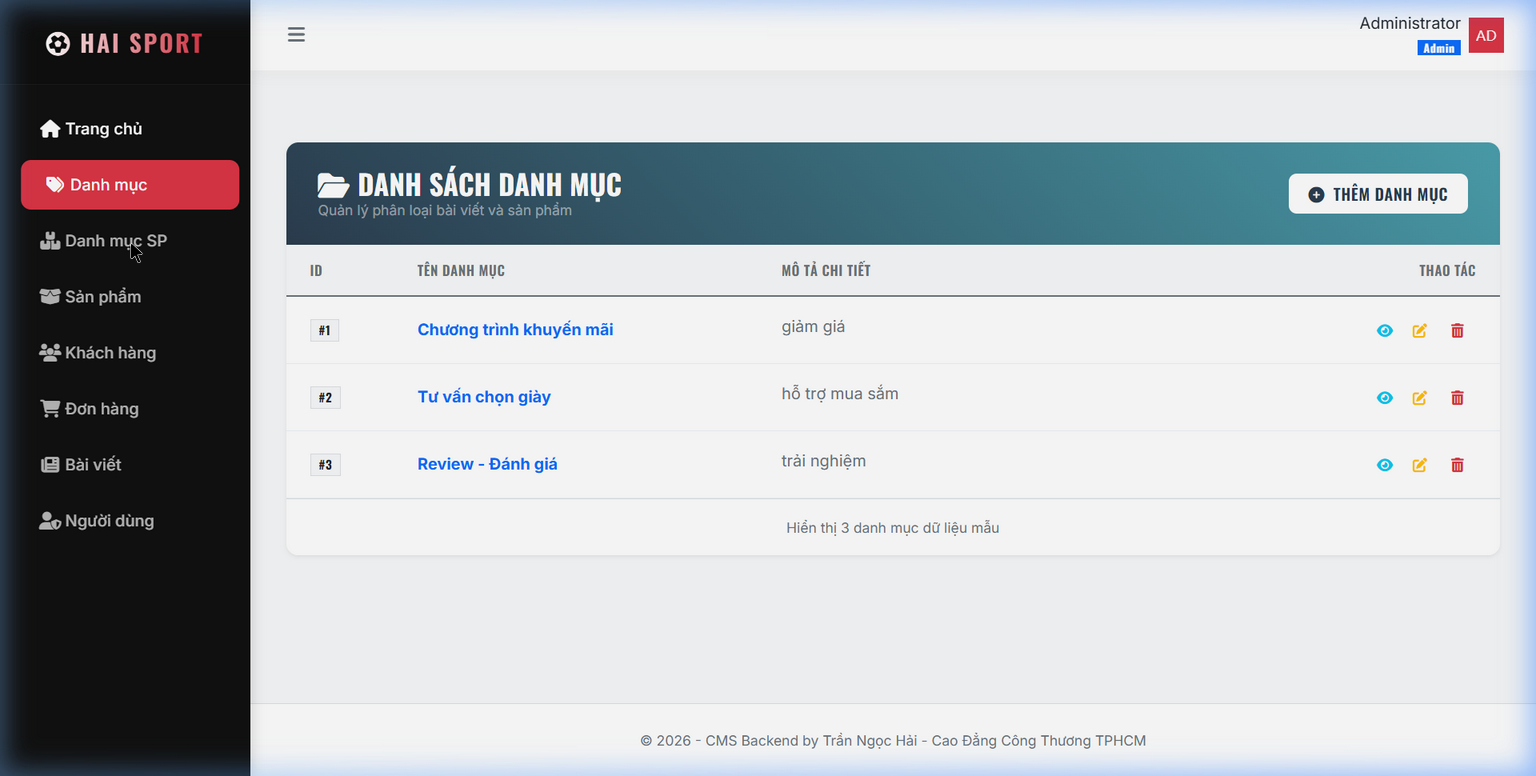 HAI SPORT
Administrator
Admin
AD
Trang chủ
Danh mục
Danh mục SP
Sản phẩm
Khách hàng
Đơn hàng
Bài viết
Người dùng
DANH SÁCH DANH MỤC
Quản lý phân loại bài viết và sản phẩm
THÊM DANH MỤC
ID TÊN DANH MỤC MÔ TẢ CHI TIẾT THAO TÁC
#1 Chương trình khuyến mãi giảm giá
#2 Tư vấn chọn giày hỗ trợ mua sắm
#3 Review - Đánh giá trải nghiệm
Hiển thị 3 danh mục dữ liệu mẫu
© 2026 - CMS Backend by Trần Ngọc Hải - Cao Đẳng Công Thương TPHCM